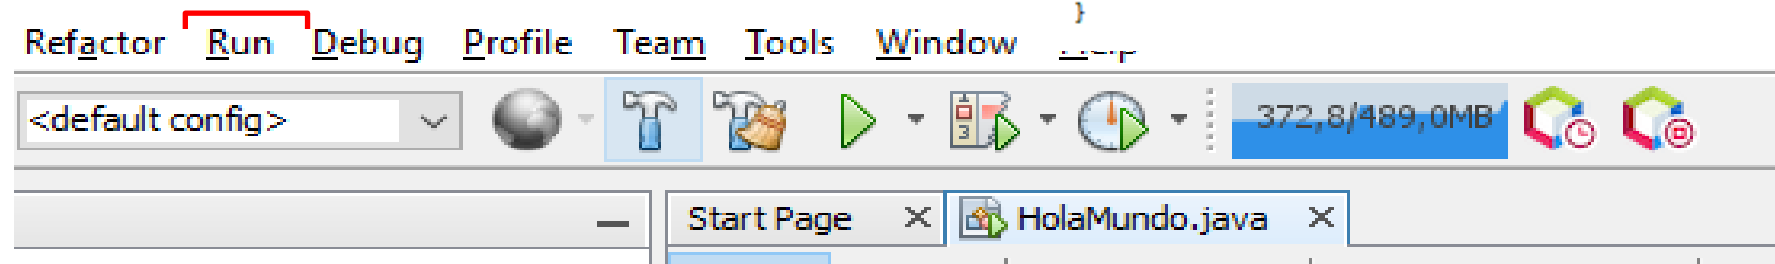 }
Refactor Run Debug Profile Team Tools Window
<default config> 372,8/489,0MB
Start Page HolaMundo.java